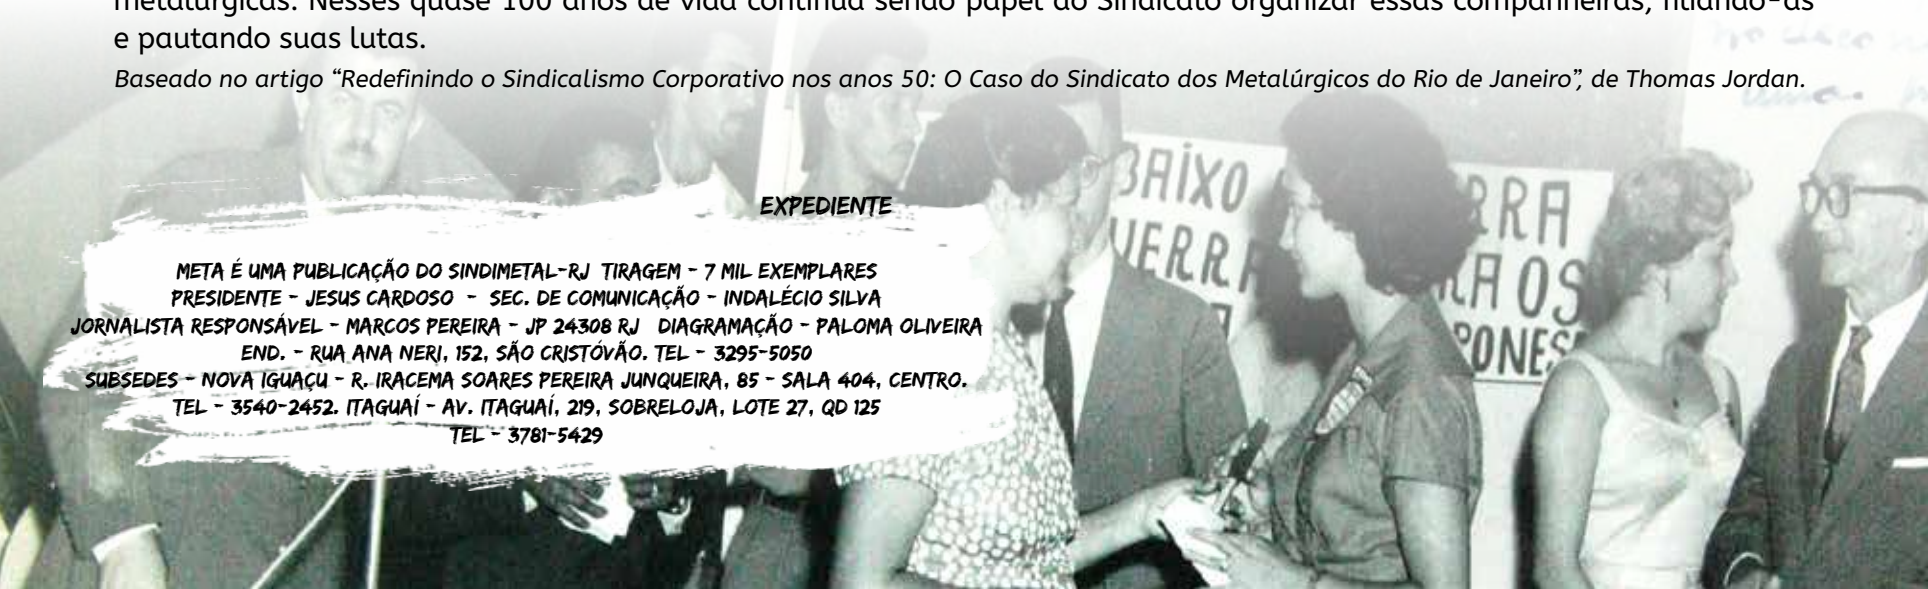 metalúrgicas. Nesses quase 100 anos de vida continua sendo papel do Sindicato organizar essas companheiras, filiando-as
e pautando suas lutas.
Baseado no artigo “Redefinindo o Sindicalismo Corporativo nos anos 50: O Caso do Sindicato dos Metalúrgicos do Rio de Janeiro”, de Thomas Jordan.
EXPEDIENTE
META É UMA PUBLICAÇÃO DO SINDIMETAL-RJ TIRAGEM - 7 MIL EXEMPLARES
PRESIDENTE - JESUS CARDOSO - SEC. DE COMUNICAÇÃO - INDALÉCIO SILVA
JORNALISTA RESPONSÁVEL - MARCOS PEREIRA - JP 24308 RJ DIAGRAMAÇÃO - PALOMA OLIVEIRA
END. - RUA ANA NERI, 152, SÃO CRISTÓVÃO. TEL - 3295-5050
SUBSEDES - NOVA IGUAÇU - R. IRACEMA SOARES PEREIRA JUNQUEIRA, 85 - SALA 404, CENTRO.
TEL - 3540-2452. ITAGUAÍ - AV. ITAGUAÍ, 219, SOBRELOJA, LOTE 27, QD 125
TEL - 3781-5429
BAIXO
UERRA
RRA
RA OS
PONES